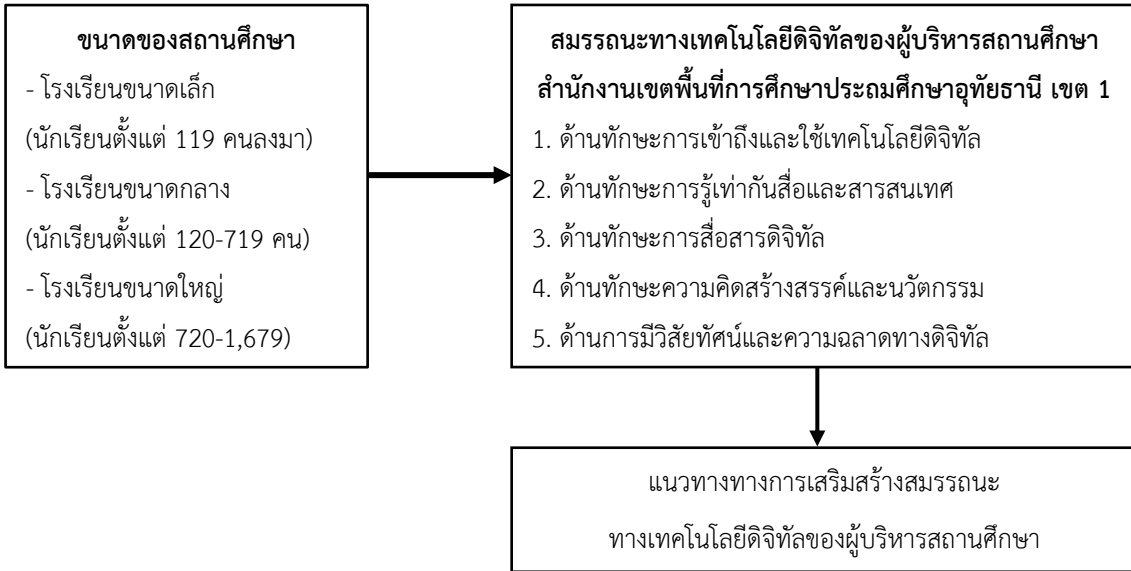 ขนาดของสถานศึกษา
- โรงเรียนขนาดเล็ก
(นักเรียนตั้งแต่ 119 คนลงมา)
- โรงเรียนขนาดกลาง
(นักเรียนตั้งแต่ 120-719 คน)
- โรงเรียนขนาดใหญ่
(นักเรียนตั้งแต่ 720-1,679)
สมรรถนะทางเทคโนโลยีดิจิทัลของผู้บริหารสถานศึกษา
สำนักงานเขตพื้นที่การศึกษาประถมศึกษาอุทัยธานี เขต 1
1. ด้านทักษะการเข้าถึงและใช้เทคโนโลยีดิจิทัล
2. ด้านทักษะการรู้เท่ากันสื่อและสารสนเทศ
3. ด้านทักษะการสื่อสารดิจิทัล
4. ด้านทักษะความคิดสร้างสรรค์และนวัตกรรม
5. ด้านการมีวิสัยทัศน์และความฉลาดทางดิจิทัล
แนวทางทางการเสริมสร้างสมรรถนะ
ทางเทคโนโลยีดิจิทัลของผู้บริหารสถานศึกษา